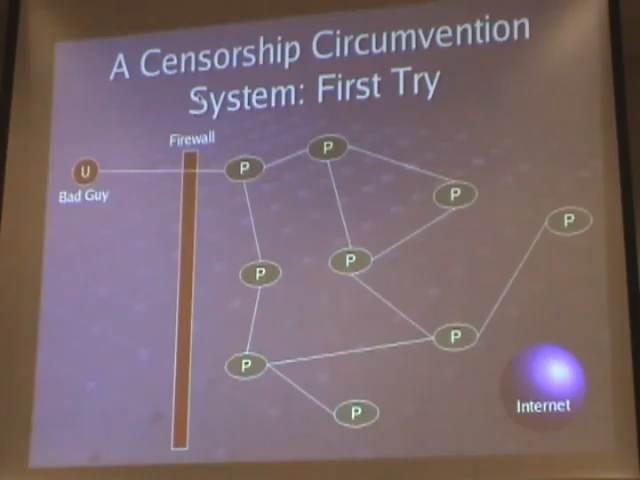 A Censorship Circumvention
System: First Try
Firewall
U
Bad Guy
P
P
P
P
P
P
P
P
P
Internet